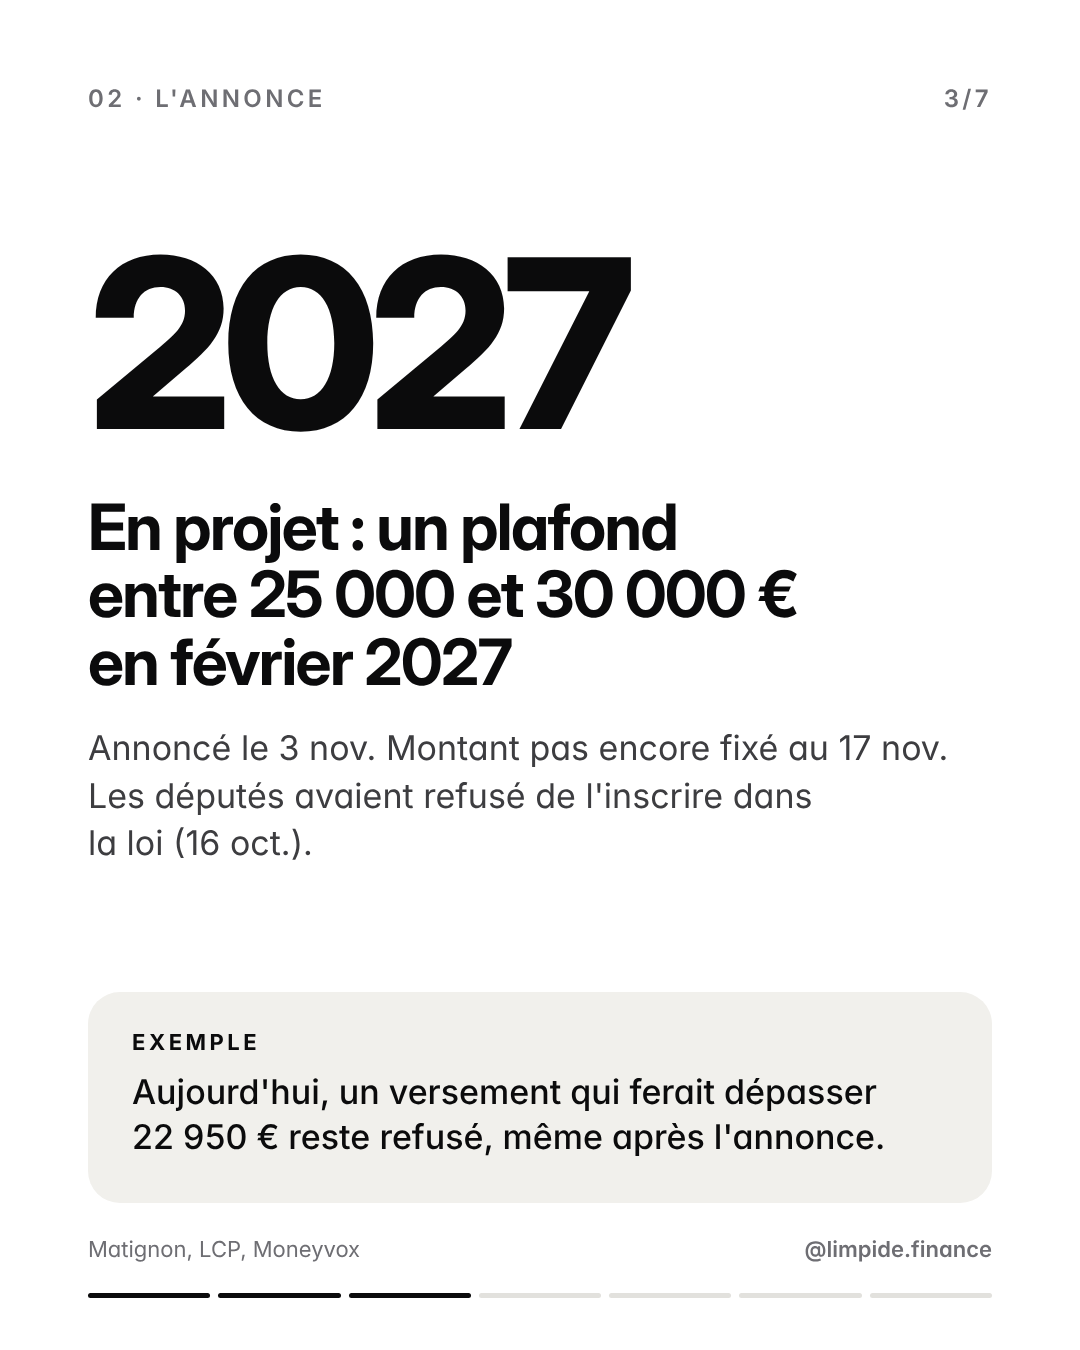 02 · L'ANNONCE
3/7
2027
En projet : un plafond
entre 25 000 et 30 000 €
en février 2027
Annoncé le 3 nov. Montant pas encore fixé au 17 nov.
Les députés avaient refusé de l'inscrire dans
la loi (16 oct.).
EXEMPLE
Aujourd'hui, un versement qui ferait dépasser
22 950 € reste refusé, même après l'annonce.
Matignon, LCP, Moneyvox
@limpide.finance